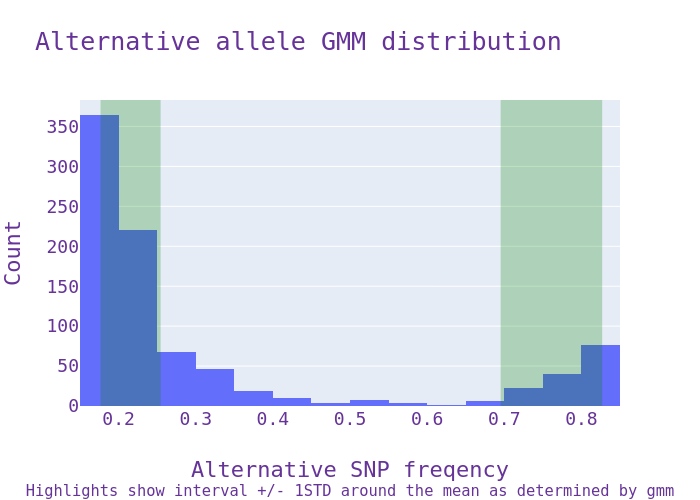 Alternative allele GMM distribution
Count
350
300
250
200
150
100
50
0
0.2 0.3 0.4 0.5 0.6 0.7 0.8
Alternative SNP freqency
Highlights show interval +/- 1STD around the mean as determined by gmm